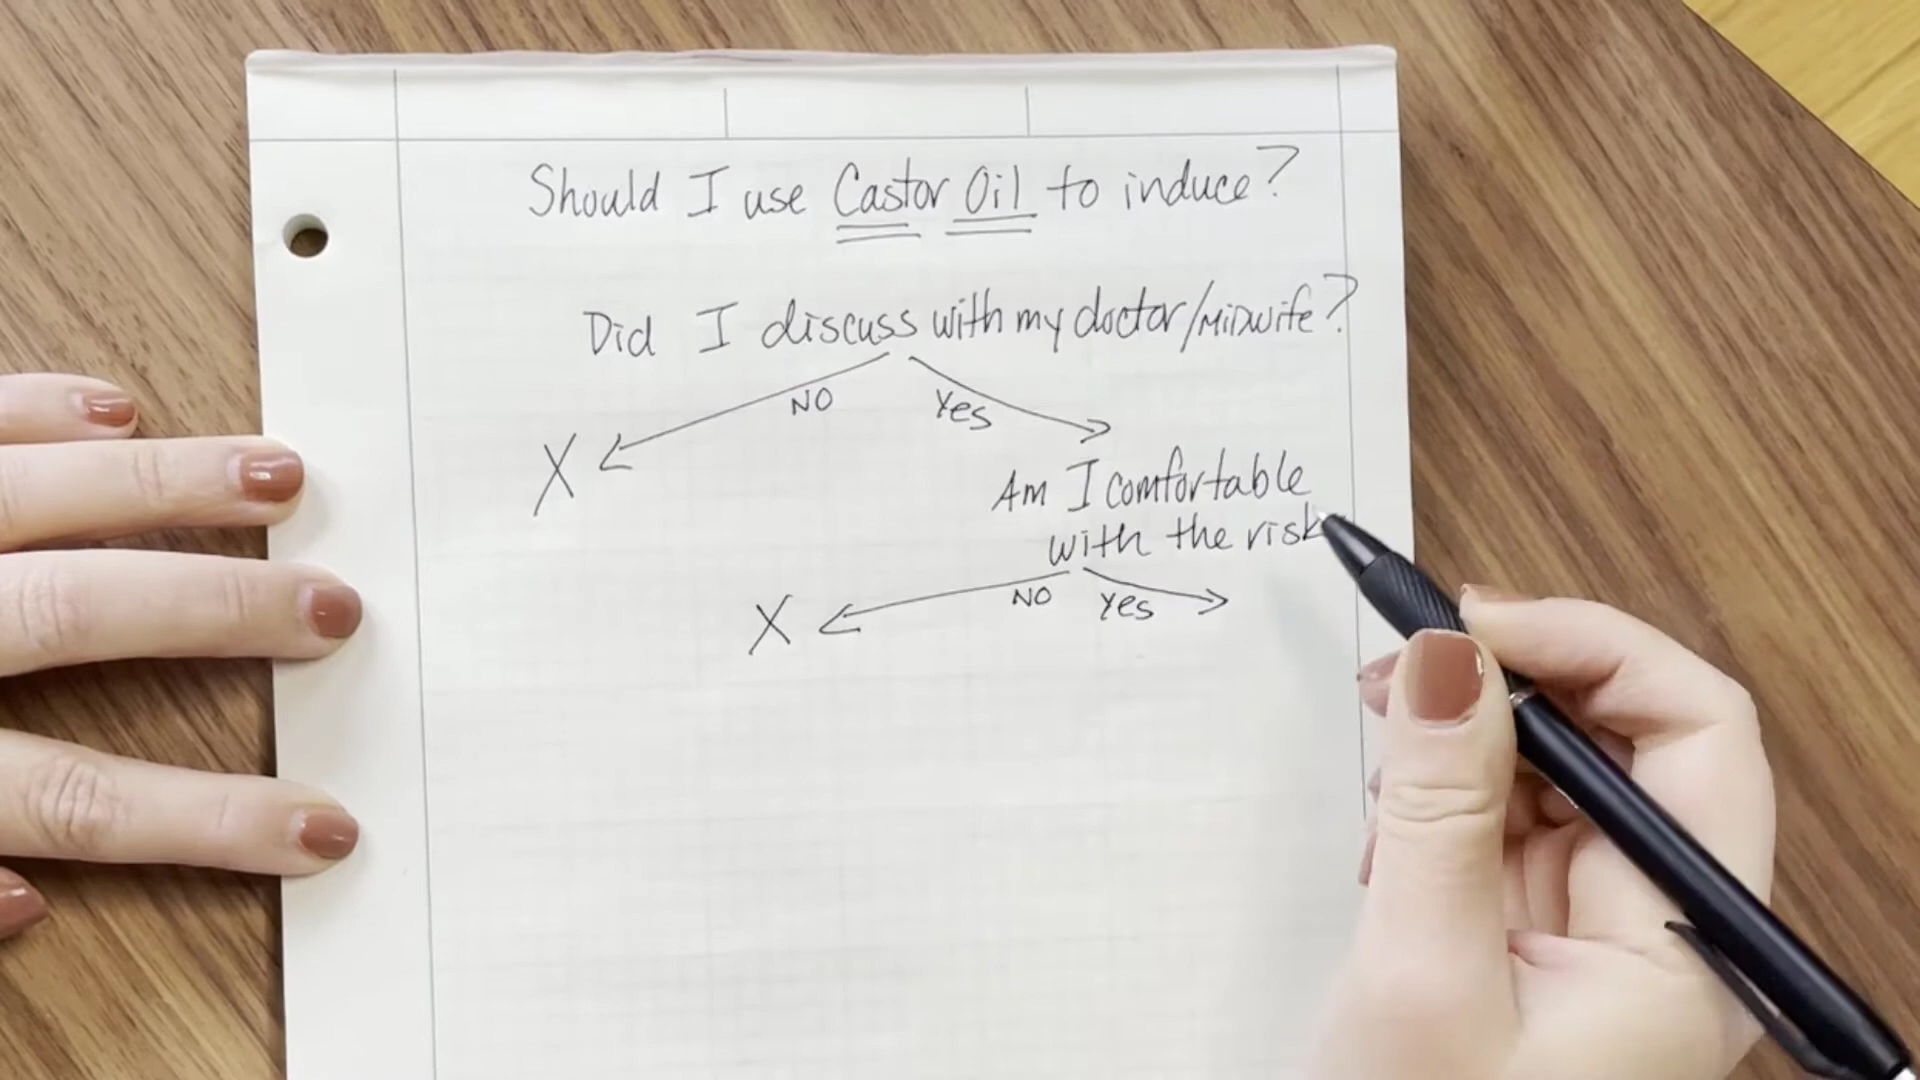 Should I use Castor Oil to induce?
Did I discuss with my doctor/Midwife?
NO Yes
X
Am I comfortable
with the risk
NO Yes
X